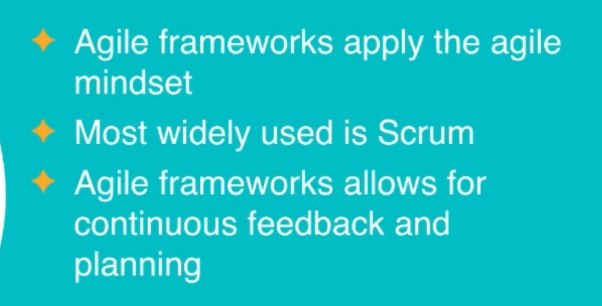 Agile frameworks apply the agile
mindset
Most widely used is Scrum
Agile frameworks allows for
continuous feedback and
planning